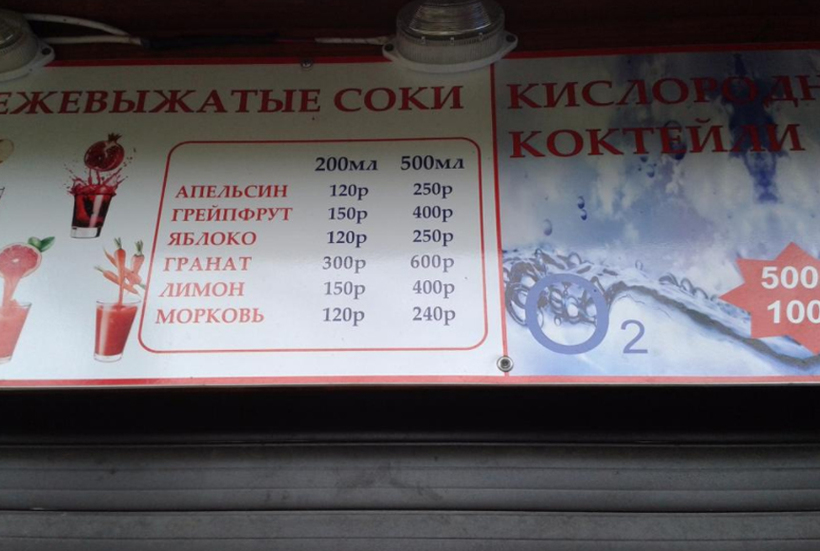 ЕЖЕВЫЖАТЫЕ СОКИ
200мл 500мл
АПЕЛЬСИН 120р 250р
ГРЕЙПФРУТ 150р 400р
ЯБЛОКО 120р 250р
ГРАНАТ 300р 600р
ЛИМОН 150р 400р
МОРКОВЬ 120р 240р
КИСЛОРОДН
КОКТЕЙЛИ
O2
500
100